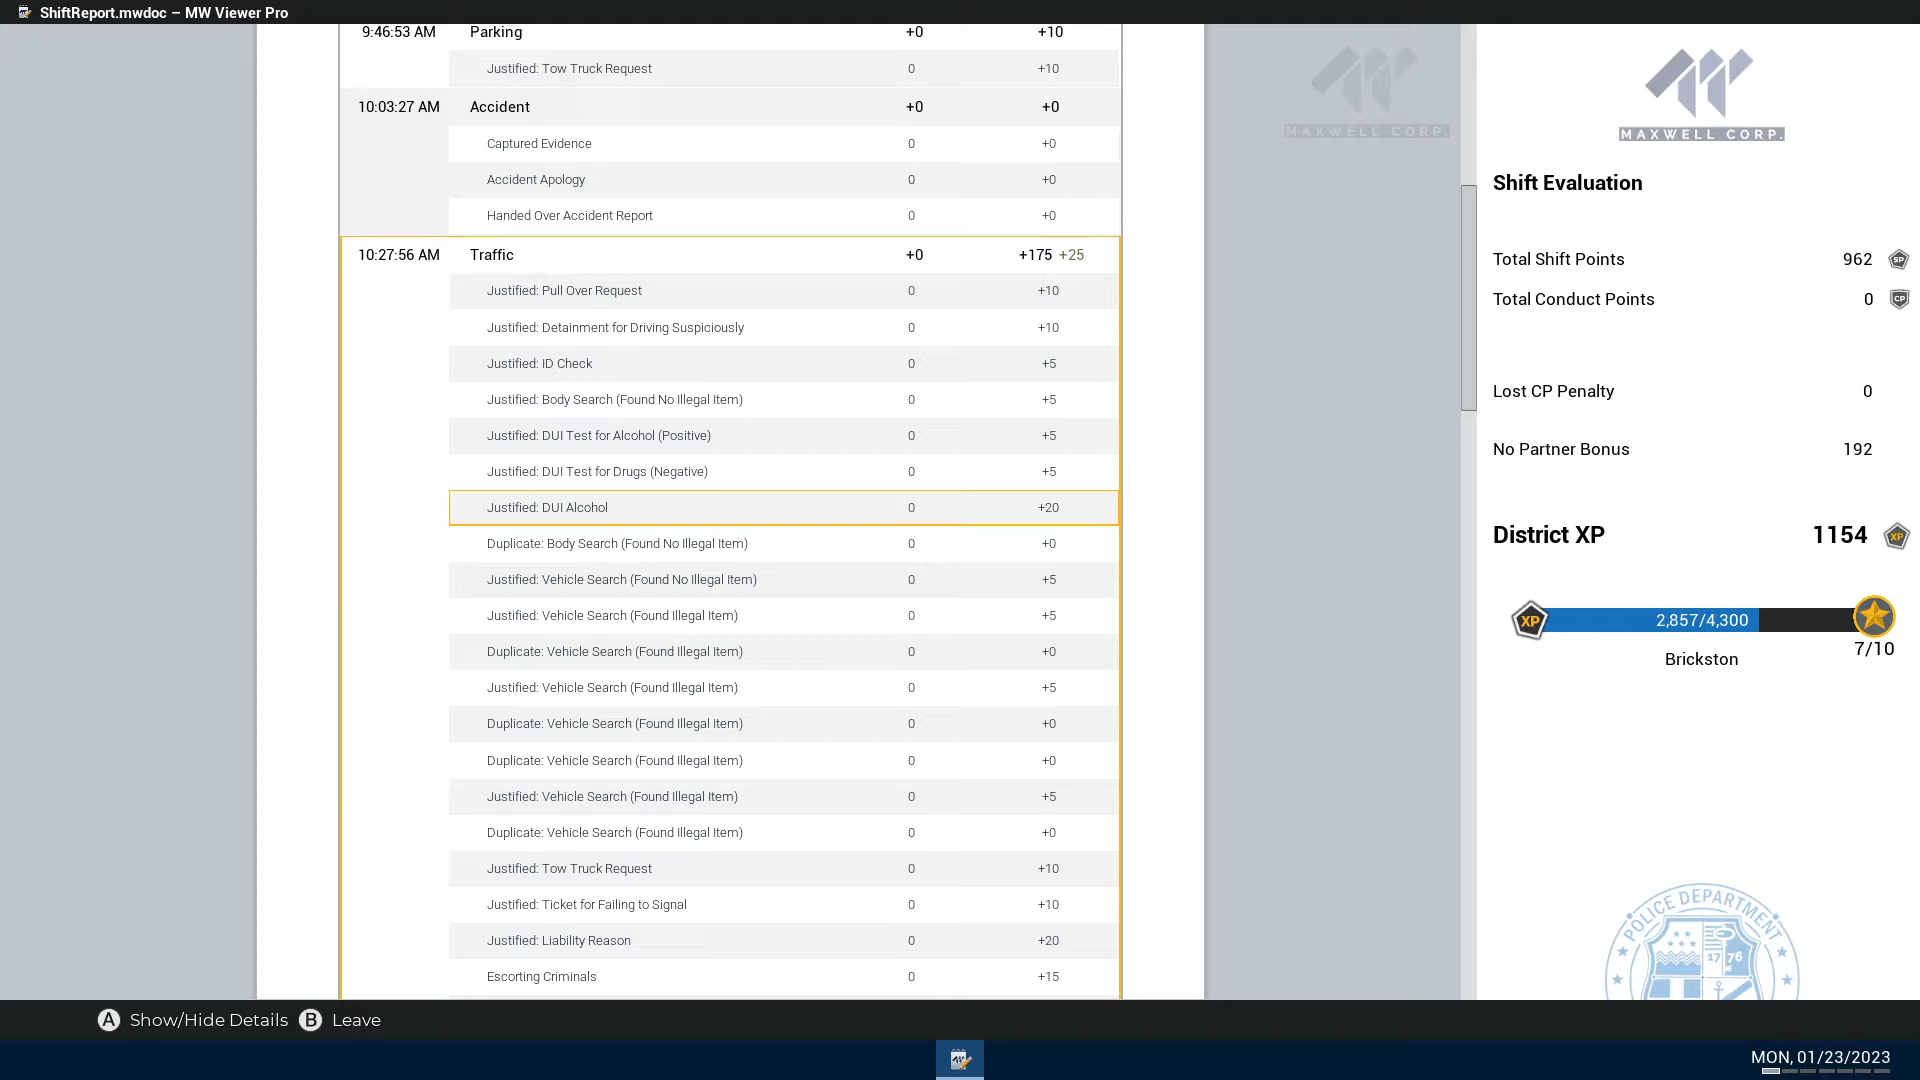 ShiftReport.mwdoc – MW Viewer Pro
9:46:53 AM Parking +0 +10
Justified: Tow Truck Request 0 +10
10:03:27 AM Accident +0 +0
Captured Evidence 0 +0
Accident Apology 0 +0
Handed Over Accident Report 0 +0
10:27:56 AM Traffic +0 +175 +25
Justified: Pull Over Request 0 +10
Justified: Detainment for Driving Suspiciously 0 +10
Justified: ID Check 0 +5
Justified: Body Search (Found No Illegal Item) 0 +5
Justified: DUI Test for Alcohol (Positive) 0 +5
Justified: DUI Test for Drugs (Negative) 0 +5
Justified: DUI Alcohol 0 +20
Duplicate: Body Search (Found No Illegal Item) 0 +0
Justified: Vehicle Search (Found No Illegal Item) 0 +5
Justified: Vehicle Search (Found Illegal Item) 0 +5
Duplicate: Vehicle Search (Found Illegal Item) 0 +0
Justified: Vehicle Search (Found Illegal Item) 0 +5
Duplicate: Vehicle Search (Found Illegal Item) 0 +0
Duplicate: Vehicle Search (Found Illegal Item) 0 +0
Justified: Vehicle Search (Found Illegal Item) 0 +5
Duplicate: Vehicle Search (Found Illegal Item) 0 +0
Justified: Tow Truck Request 0 +10
Justified: Ticket for Failing to Signal 0 +10
Justified: Liability Reason 0 +20
Escorting Criminals 0 +15
MAXWELL CORP.
MAXWELL CORP.
Shift Evaluation
Total Shift Points 962 SP
Total Conduct Points 0 CP
Lost CP Penalty 0
No Partner Bonus 192
District XP 1154 XP
XP 2,857/4,300
7/10
Brickston
POLICE DEPARTMENT
17 76
A Show/Hide Details B Leave
MON, 01/23/2023